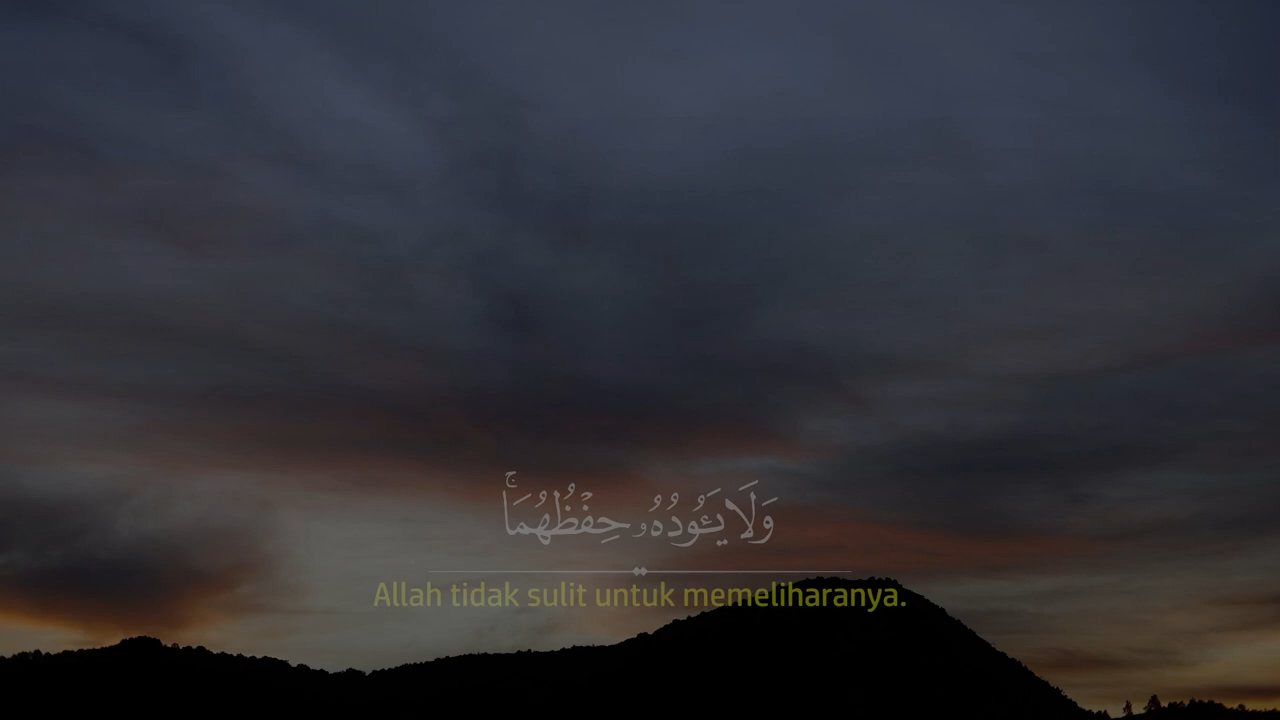 وَلَا يَـُٔودُهُۥ حِفۡظُهُمَاۚ
Allah tidak sulit untuk memeliharanya.